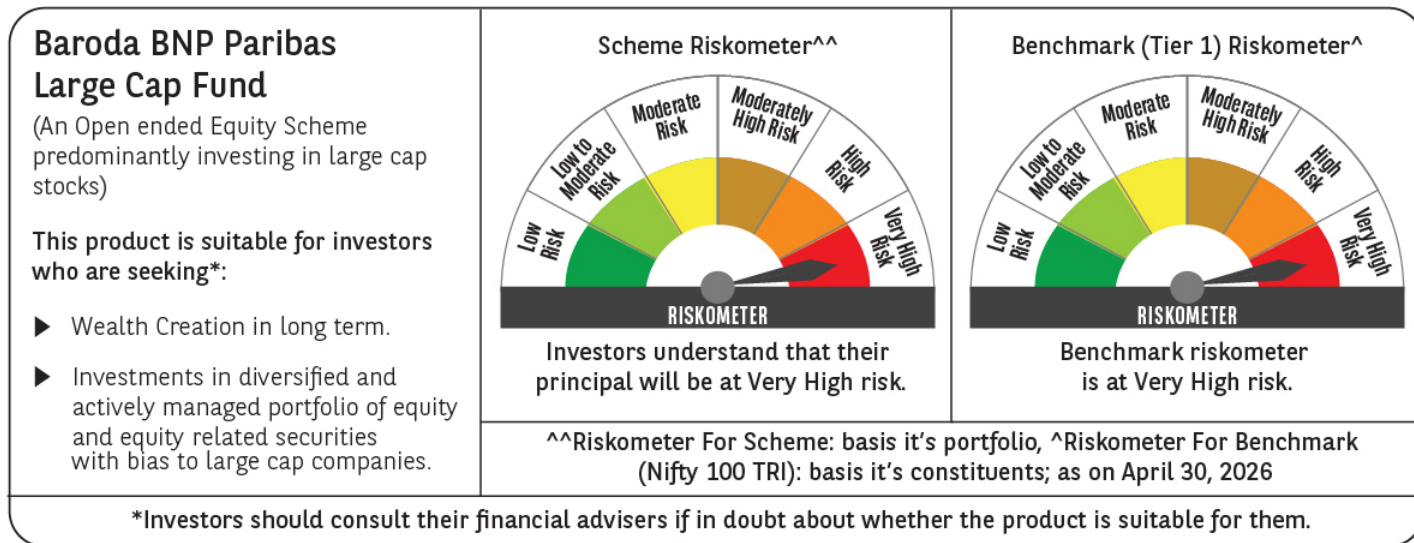 Baroda BNP Paribas
Large Cap Fund
(An Open ended Equity Scheme
predominantly investing in large cap
stocks)
This product is suitable for investors
who are seeking*:
▶ Wealth Creation in long term.
▶ Investments in diversified and
actively managed portfolio of equity
and equity related securities
with bias to large cap companies.
Scheme Riskometer^^
Low
Risk
Low to
Moderate
Risk
Moderate
Risk
Moderately
High Risk
High
Risk
Very High
Risk
RISKOMETER
Investors understand that their
principal will be at Very High risk.
Benchmark (Tier 1) Riskometer^
Low
Risk
Low to
Moderate
Risk
Moderate
Risk
Moderately
High Risk
High
Risk
Very High
Risk
RISKOMETER
Benchmark riskometer
is at Very High risk.
^^Riskometer For Scheme: basis it's portfolio, ^Riskometer For Benchmark
(Nifty 100 TRI): basis it's constituents; as on April 30, 2026
*Investors should consult their financial advisers if in doubt about whether the product is suitable for them.